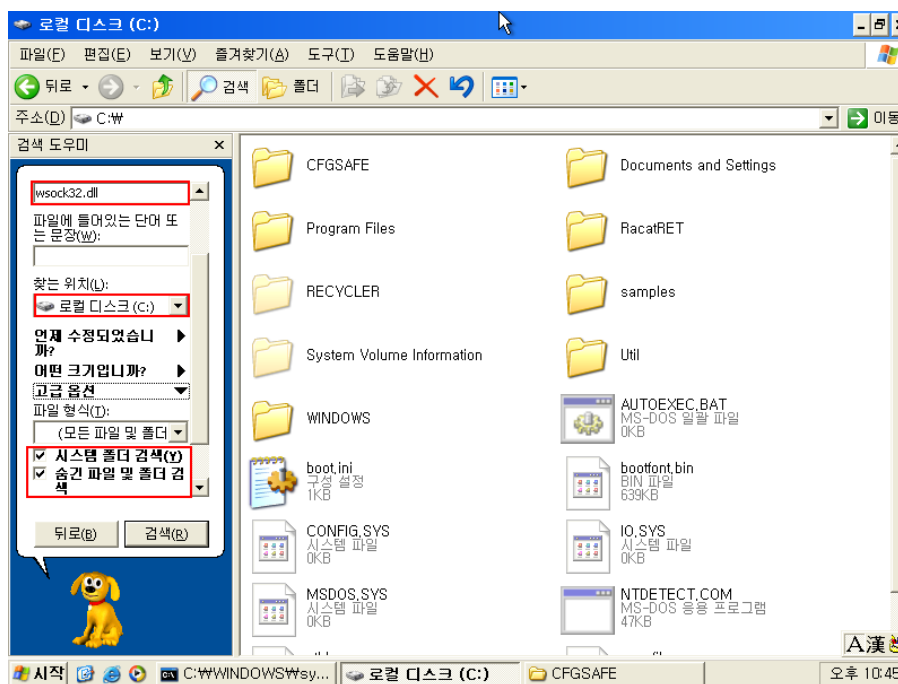 로컬 디스크 (C:)
파일(F) 편집(E) 보기(V) 즐겨찾기(A) 도구(T) 도움말(H)
뒤로 검색 폴더
주소(D) C:₩ 이동
검색 도우미
wsock32.dll
파일에 들어있는 단어 또
는 문장(W):
찾는 위치(L):
로컬 디스크 (C:)
언제 수정되었습니
까?
어떤 크기입니까?
고급 옵션
파일 형식(T):
(모든 파일 및 폴더
시스템 폴더 검색(Y)
숨긴 파일 및 폴더 검
색
뒤로(B) 검색(R)
CFGSAFE
Documents and Settings
Program Files
RacatRET
RECYCLER
samples
System Volume Information
Util
WINDOWS
AUTOEXEC.BAT
MS-DOS 일괄 파일
0KB
boot.ini
구성 설정
1KB
bootfont.bin
BIN 파일
639KB
CONFIG.SYS
시스템 파일
0KB
IO.SYS
시스템 파일
0KB
MSDOS.SYS
시스템 파일
0KB
NTDETECT.COM
MS-DOS 응용 프로그램
47KB
A漢
시작 C:₩WINDOWS₩sy... 로컬 디스크 (C:) CFGSAFE 오후 10:45